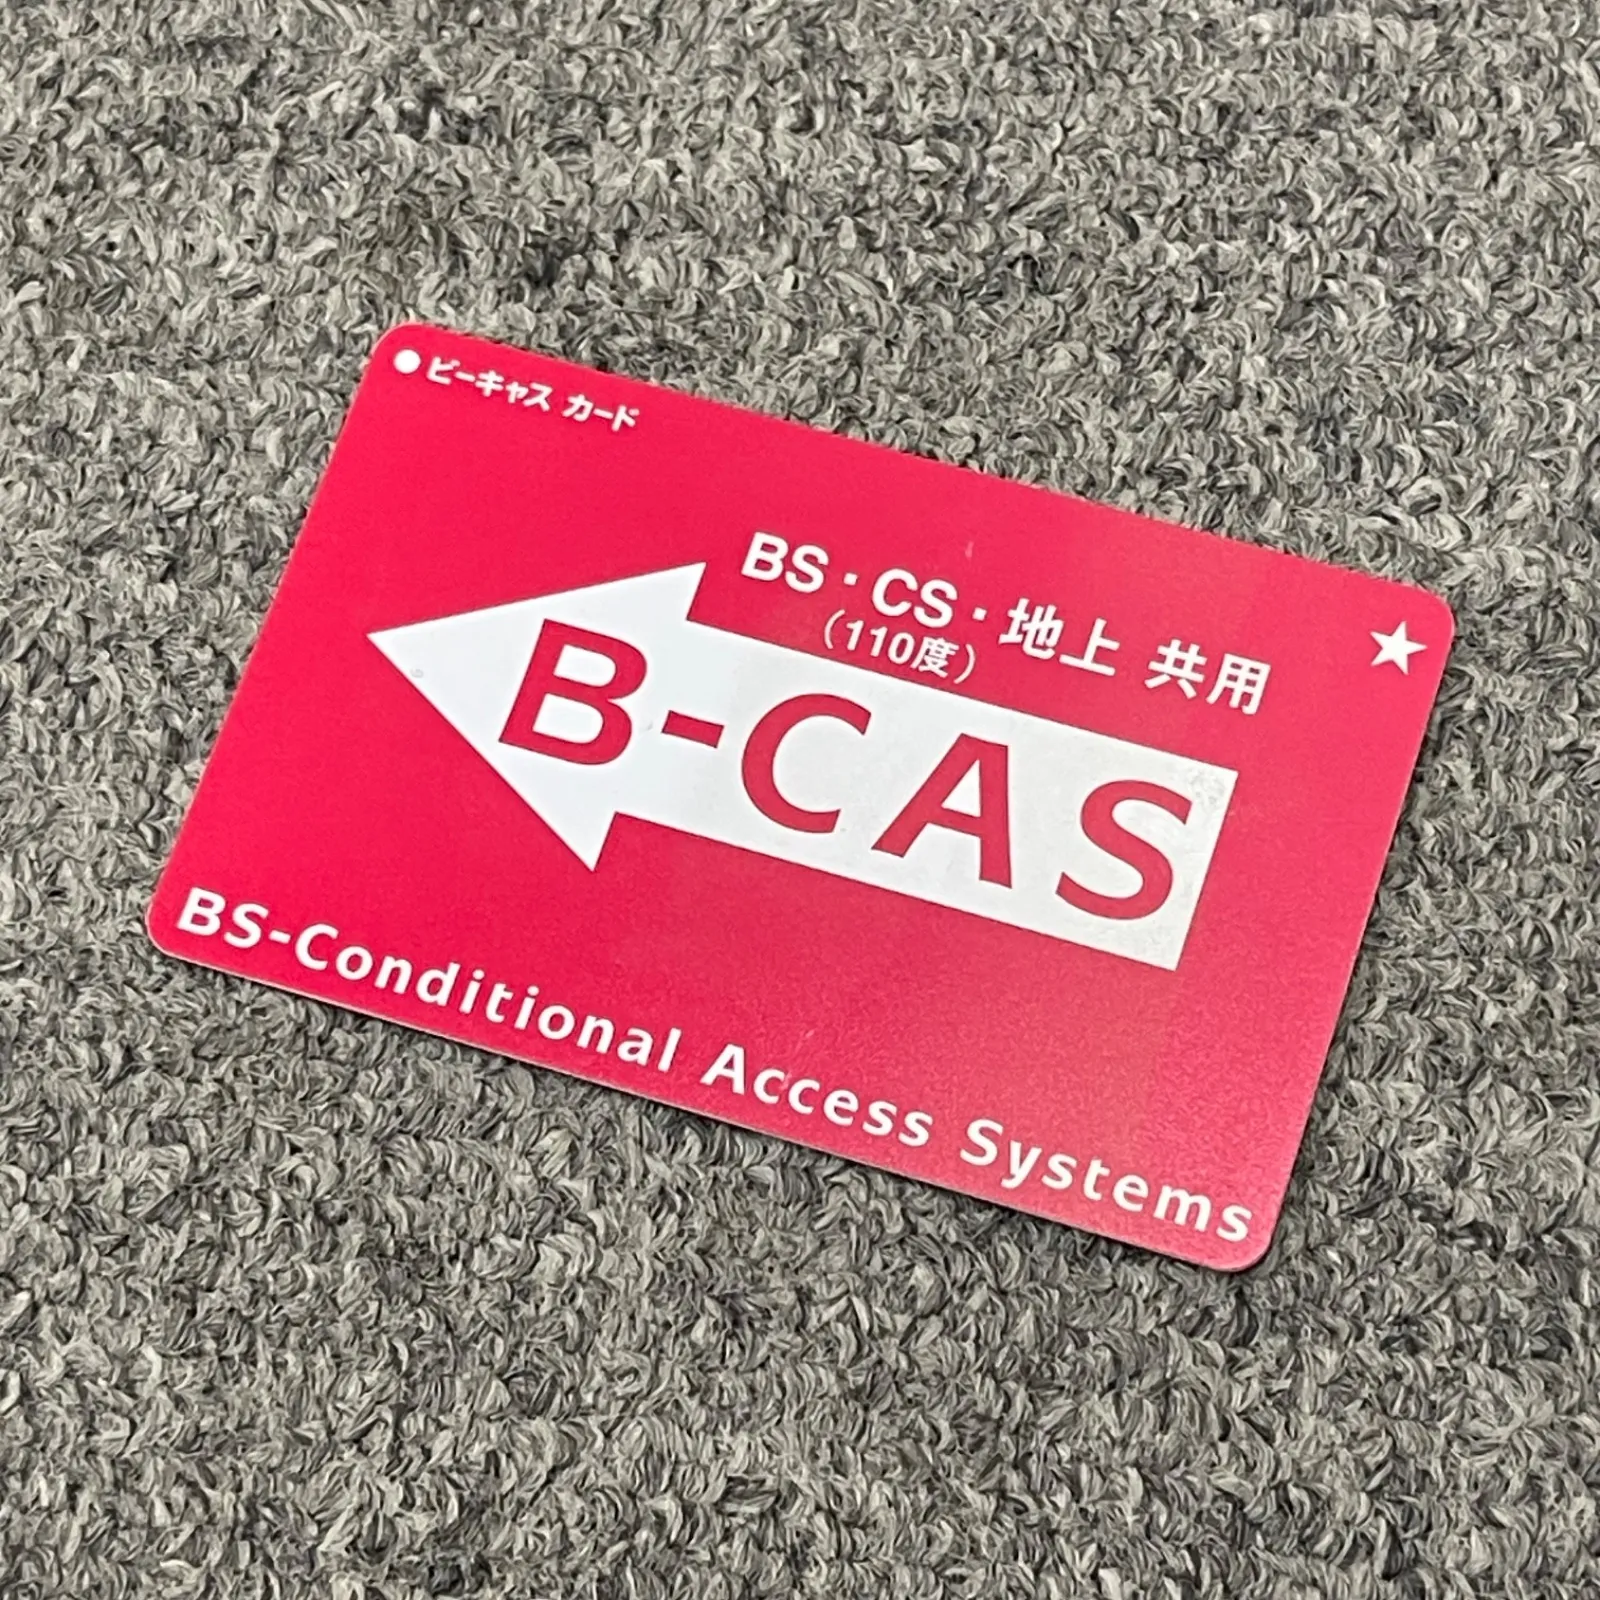 ●ビーキャス カード
BS・CS・地上 共用
（110度）
★
B-CAS
BS-Conditional Access Systems